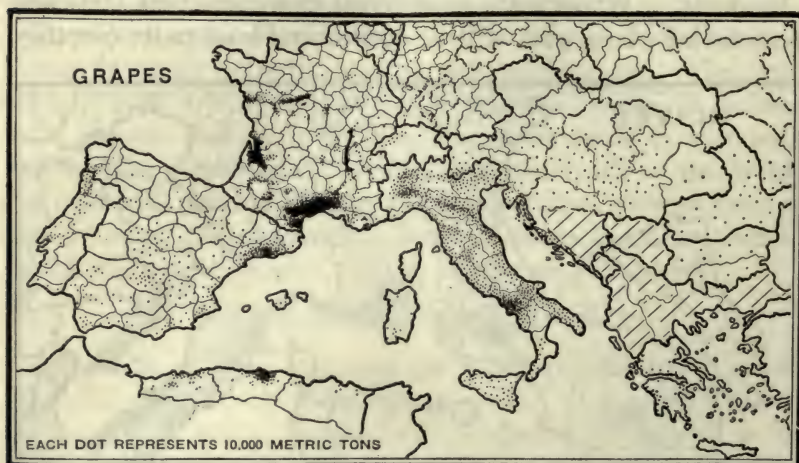 GRAPES
EACH DOT REPRESENTS 10,000 METRIC TONS